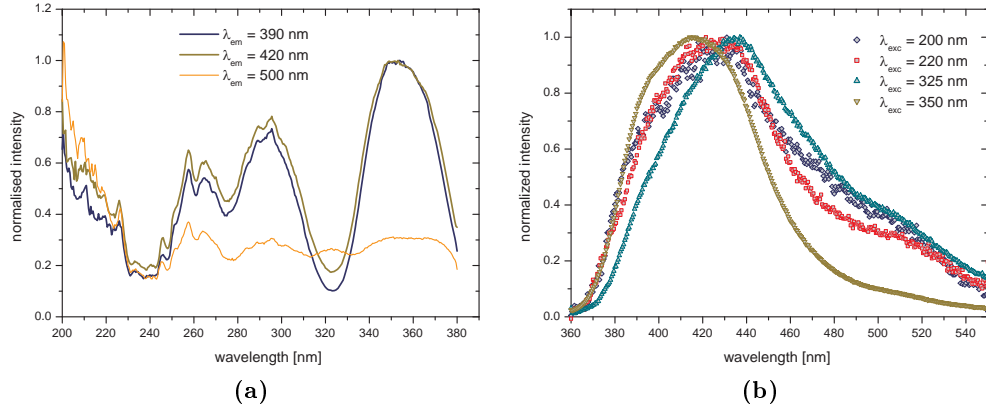 λem = 390 nm
λem = 420 nm
λem = 500 nm
normalised intensity
1.2
1.0
0.8
0.6
0.4
0.2
0.0
200 220 240 260 280 300 320 340 360 380
wavelength [nm]
(a)
λexc = 200 nm
λexc = 220 nm
λexc = 325 nm
λexc = 350 nm
normalized intensity
1.0
0.8
0.6
0.4
0.2
0.0
360 380 400 420 440 460 480 500 520 540
wavelength [nm]
(b)